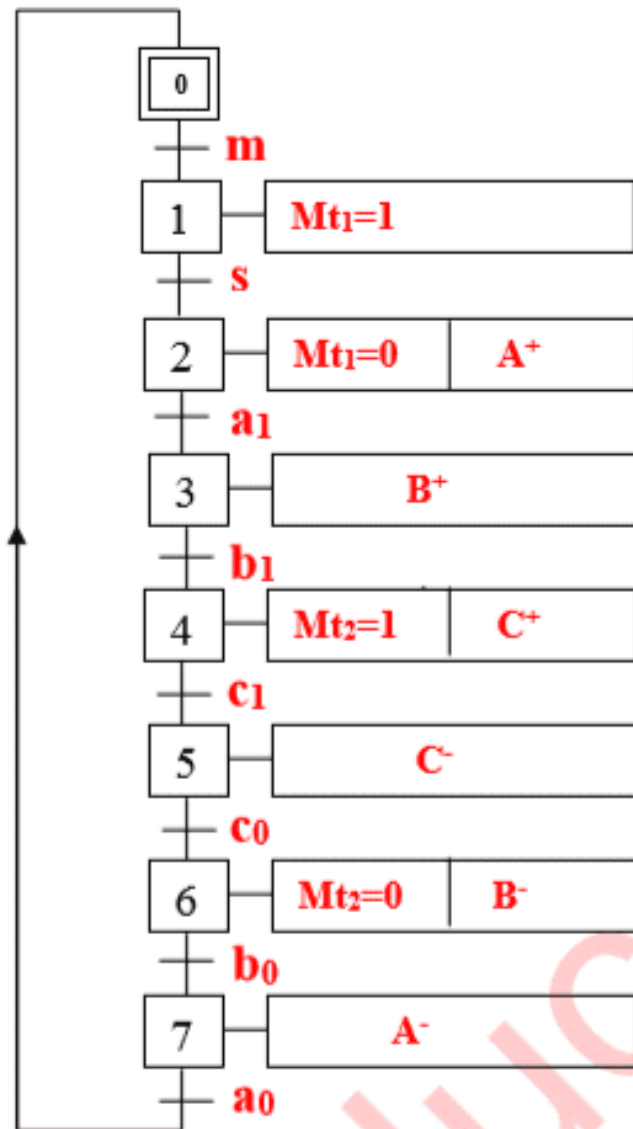 0
m
1 Mt₁=1
s
2 Mt₁=0 A⁺
a₁
3 B⁺
b₁
4 Mt₂=1 C⁺
c₁
5 C⁻
c₀
6 Mt₂=0 B⁻
b₀
7 A⁻
a₀